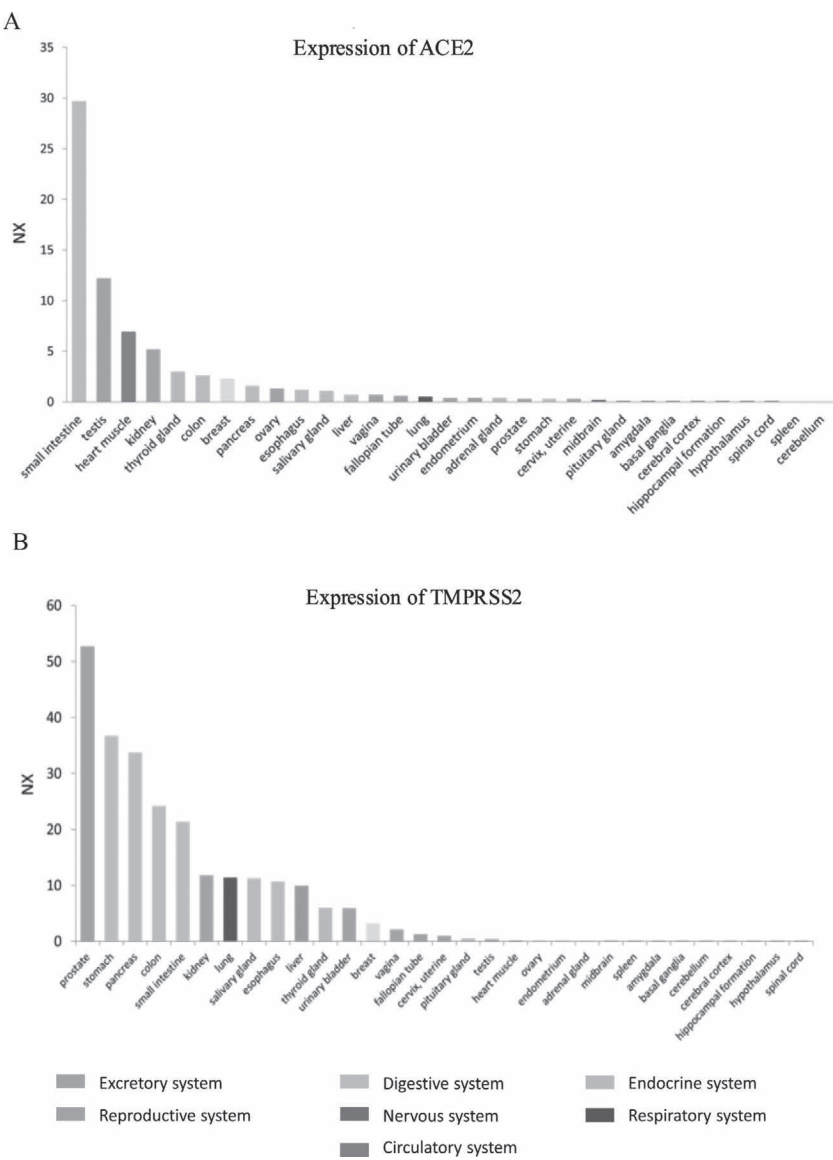 A
Expression of ACE2
35
30
25
20
15
10
5
0
NX
small intestine
testis
heart muscle
kidney
thyroid gland
colon
breast
pancreas
ovary
esophagus
salivary gland
liver
vagina
fallopian tube
lung
urinary bladder
endometrium
adrenal gland
prostate
stomach
cervix, uterine
midbrain
pituitary gland
amygdala
basal ganglia
cerebral cortex
hippocampal formation
hypothalamus
spinal cord
spleen
cerebellum
B
Expression of TMPRSS2
60
50
40
30
20
10
0
NX
prostate
stomach
pancreas
colon
small intestine
kidney
lung
salivary gland
esophagus
liver
thyroid gland
urinary bladder
breast
vagina
fallopian tube
cervix, uterine
pituitary gland
testis
heart muscle
ovary
endometrium
adrenal gland
midbrain
spleen
amygdala
basal ganglia
cerebellum
cerebral cortex
hippocampal formation
hypothalamus
spinal cord
Excretory system
Digestive system
Endocrine system
Reproductive system
Nervous system
Respiratory system
Circulatory system